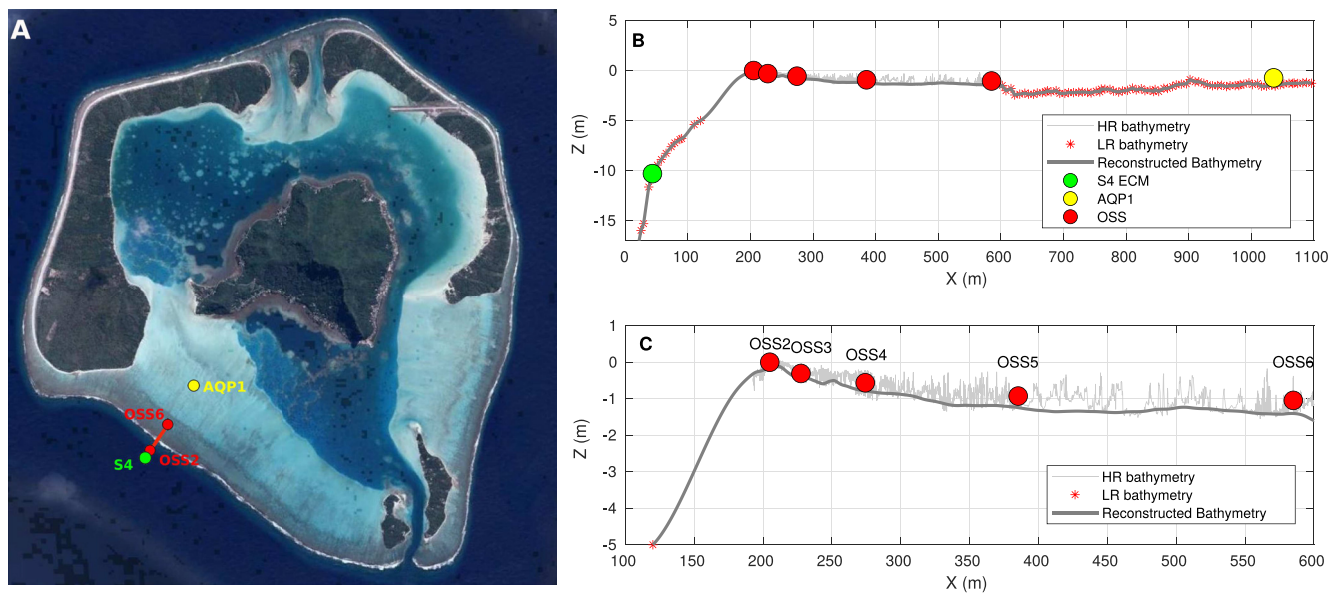 A
AQP1
OSS6
OSS2
S4
B
5
0
-5
-10
-15
Z (m)
0 100 200 300 400 500 600 700 800 900 1000 1100
X (m)
HR bathymetry
LR bathymetry
Reconstructed Bathymetry
S4 ECM
AQP1
OSS
C
1
0
-1
-2
-3
-4
-5
Z (m)
OSS2 OSS3 OSS4 OSS5 OSS6
100 150 200 250 300 350 400 450 500 550 600
X (m)
HR bathymetry
LR bathymetry
Reconstructed Bathymetry